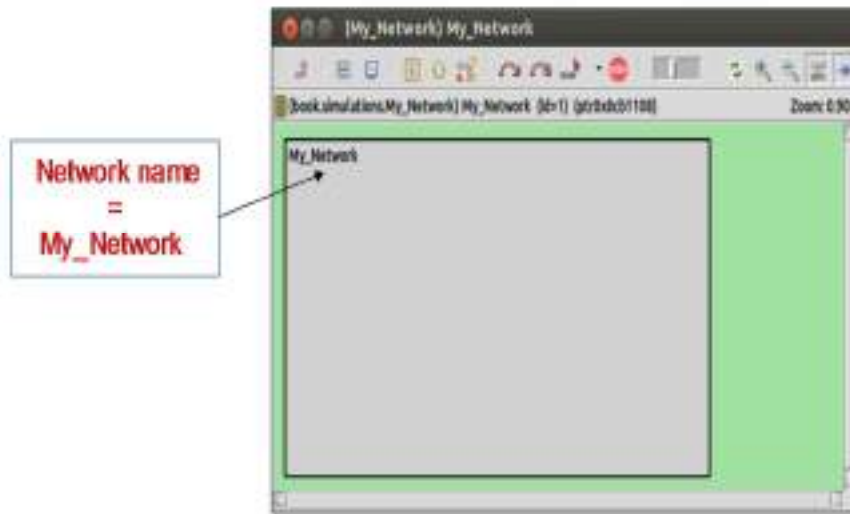 (My_Network) My_Network
(book.simulations.My_Network) My_Network (id=1)
Zoom: 0.90
My_Network
Network name
=
My_Network